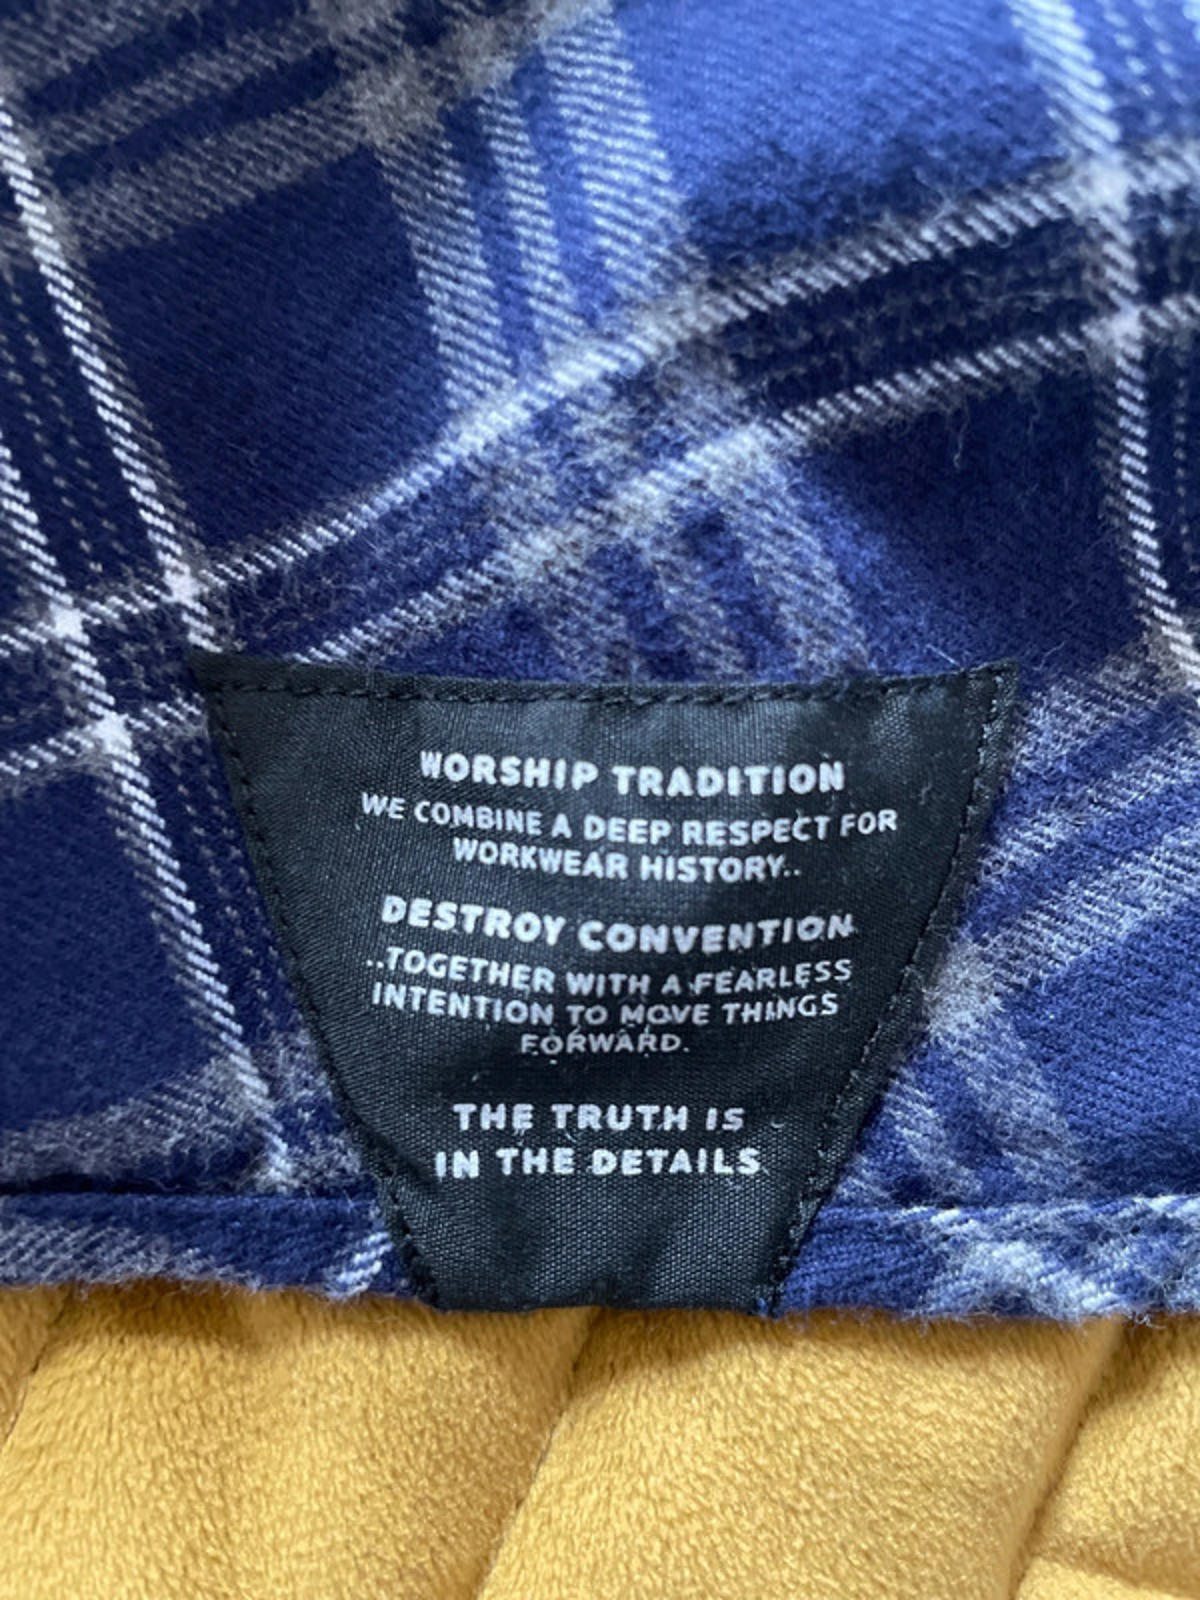 WORSHIP TRADITION
WE COMBINE A DEEP RESPECT FOR
WORKWEAR HISTORY..
DESTROY CONVENTION
..TOGETHER WITH A FEARLESS
INTENTION TO MOVE THINGS
FORWARD.
THE TRUTH IS
IN THE DETAILS